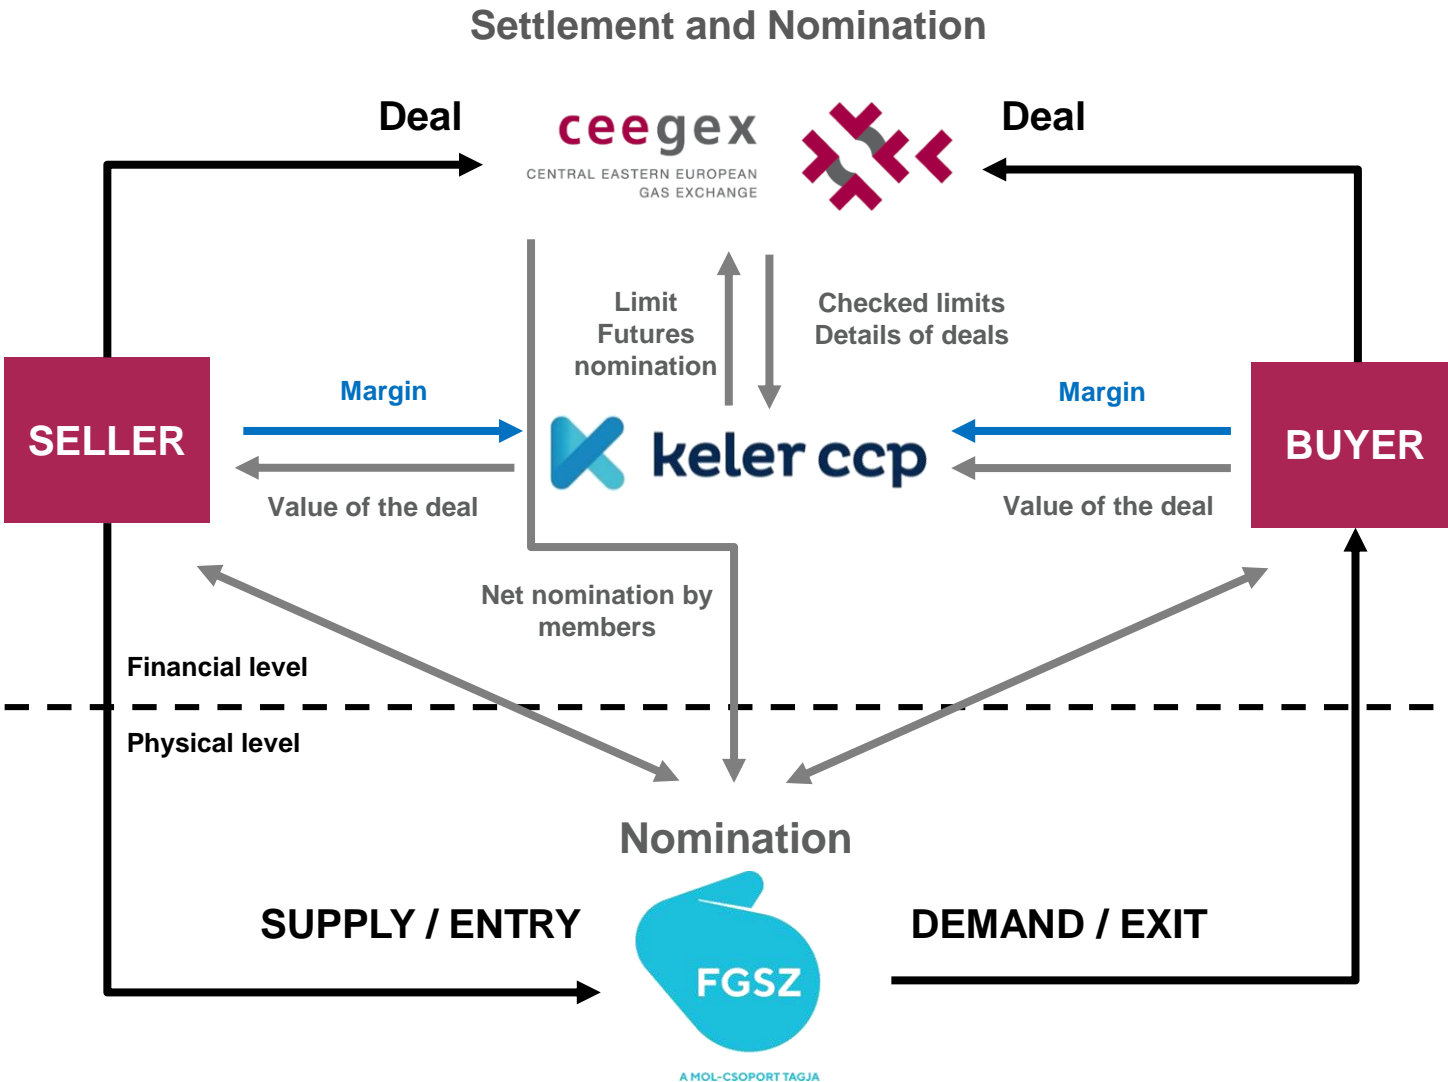 Settlement and Nomination
Deal
ceegex
CENTRAL EASTERN EUROPEAN
GAS EXCHANGE
Deal
Limit
Futures
nomination
Checked limits
Details of deals
SELLER
Margin
Value of the deal
keler ccp
Margin
Value of the deal
BUYER
Net nomination by
members
Financial level
Physical level
Nomination
SUPPLY / ENTRY
FGSZ
DEMAND / EXIT
A MOL-CSOPORT TAGJA